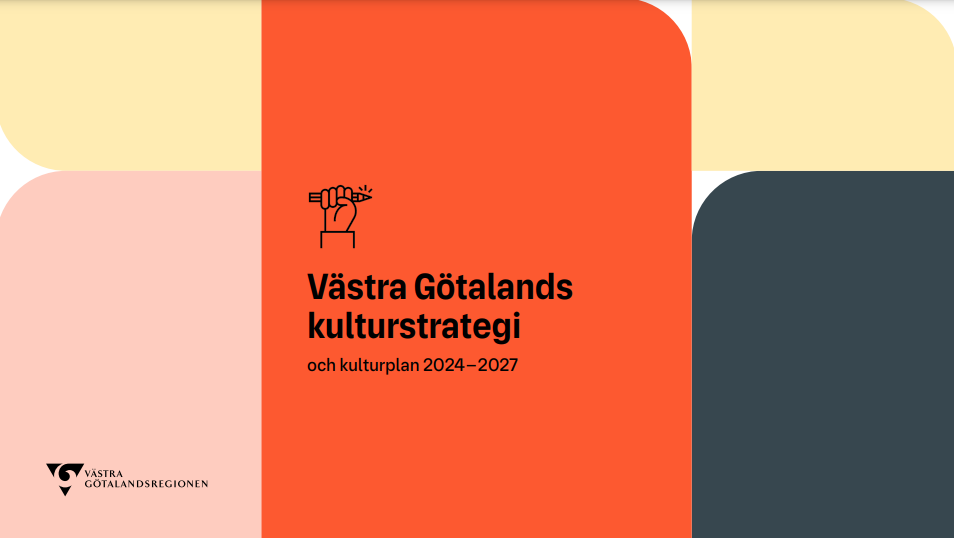 Västra Götalands
kulturstrategi
och kulturplan 2024–2027
VÄSTRA
GÖTALANDSREGIONEN